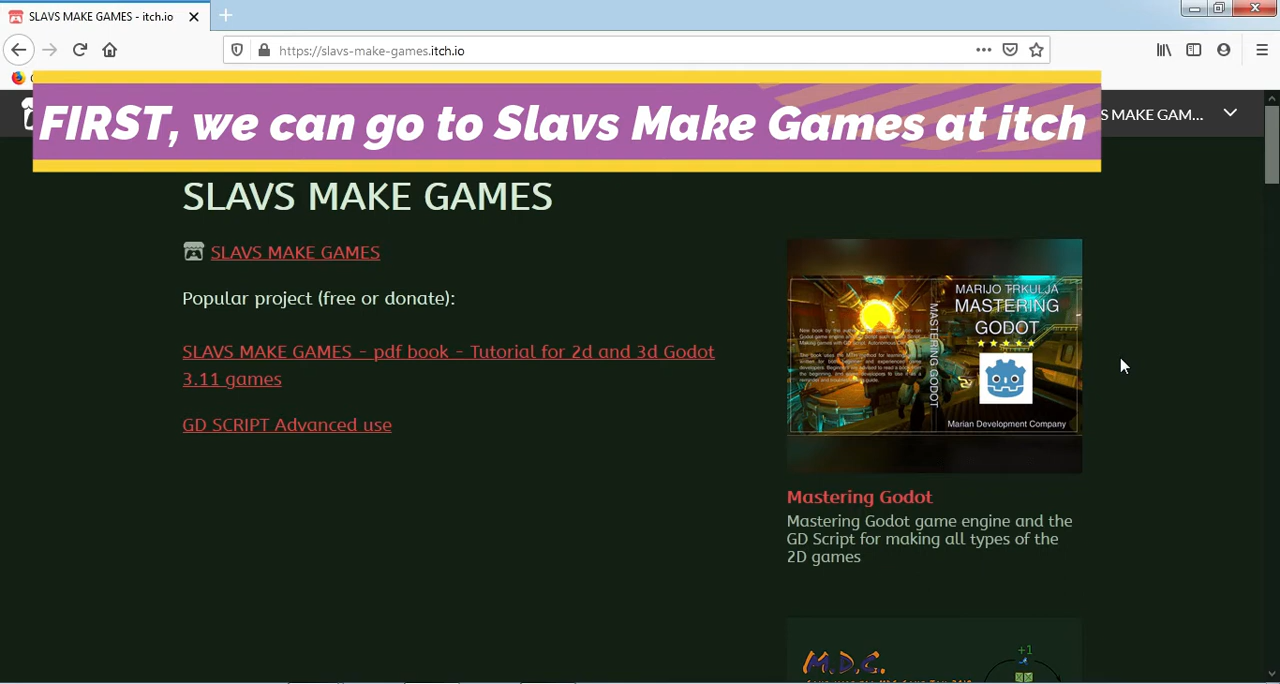 SLAVS MAKE GAMES - itch.io
https://slavs-make-games.itch.io
FIRST, we can go to Slavs Make Games at itch
S MAKE GAM...
SLAVS MAKE GAMES
SLAVS MAKE GAMES
Popular project (free or donate):
SLAVS MAKE GAMES - pdf book - Tutorial for 2d and 3d Godot
3.11 games
GD SCRIPT Advanced use
MARIJO TRKULJA
MASTERING
GODOT
MASTERING GODOT
Marian Development Company
Mastering Godot
Mastering Godot game engine and the
GD Script for making all types of the
2D games
M.D.C.
+1